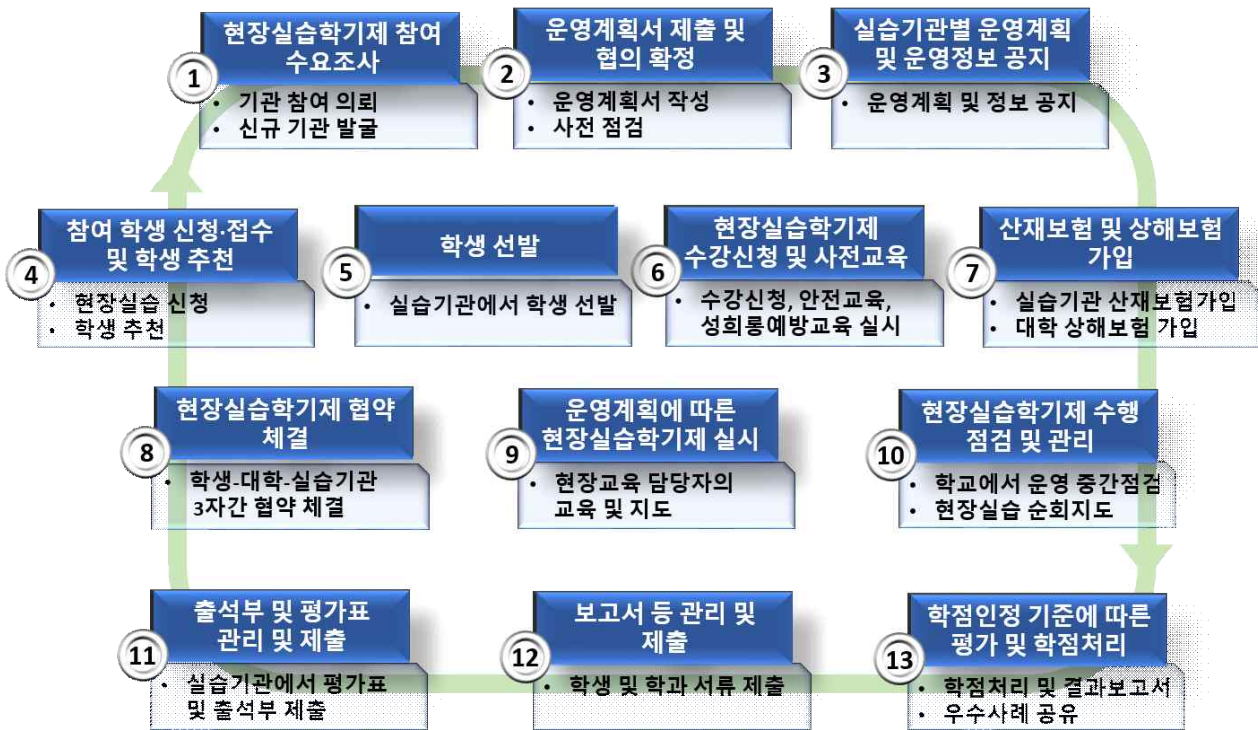 현장실습학기제 참여
수요조사
1
• 기관 참여 의뢰
• 신규 기관 발굴
운영계획서 제출 및
협의 확정
2
• 운영계획서 작성
• 사전 점검
실습기관별 운영계획
및 운영정보 공지
3
• 운영계획 및 정보 공지
참여 학생 신청·접수
및 학생 추천
4
• 현장실습 신청
• 학생 추천
학생 선발
5
• 실습기관에서 학생 선발
현장실습학기제
수강신청 및 사전교육
6
• 수강신청, 안전교육,
성희롱예방교육 실시
산재보험 및 상해보험
가입
7
• 실습기관 산재보험가입
• 대학 상해보험 가입
현장실습학기제 협약
체결
8
• 학생-대학-실습기관
3자간 협약 체결
운영계획에 따른
현장실습학기제 실시
9
• 현장교육 담당자의
교육 및 지도
현장실습학기제 수행
점검 및 관리
10
• 학교에서 운영 중간점검
• 현장실습 순회지도
출석부 및 평가표
관리 및 제출
11
• 실습기관에서 평가표
및 출석부 제출
보고서 등 관리 및
제출
12
• 학생 및 학과 서류 제출
학점인정 기준에 따른
평가 및 학점처리
13
• 학점처리 및 결과보고서
• 우수사례 공유